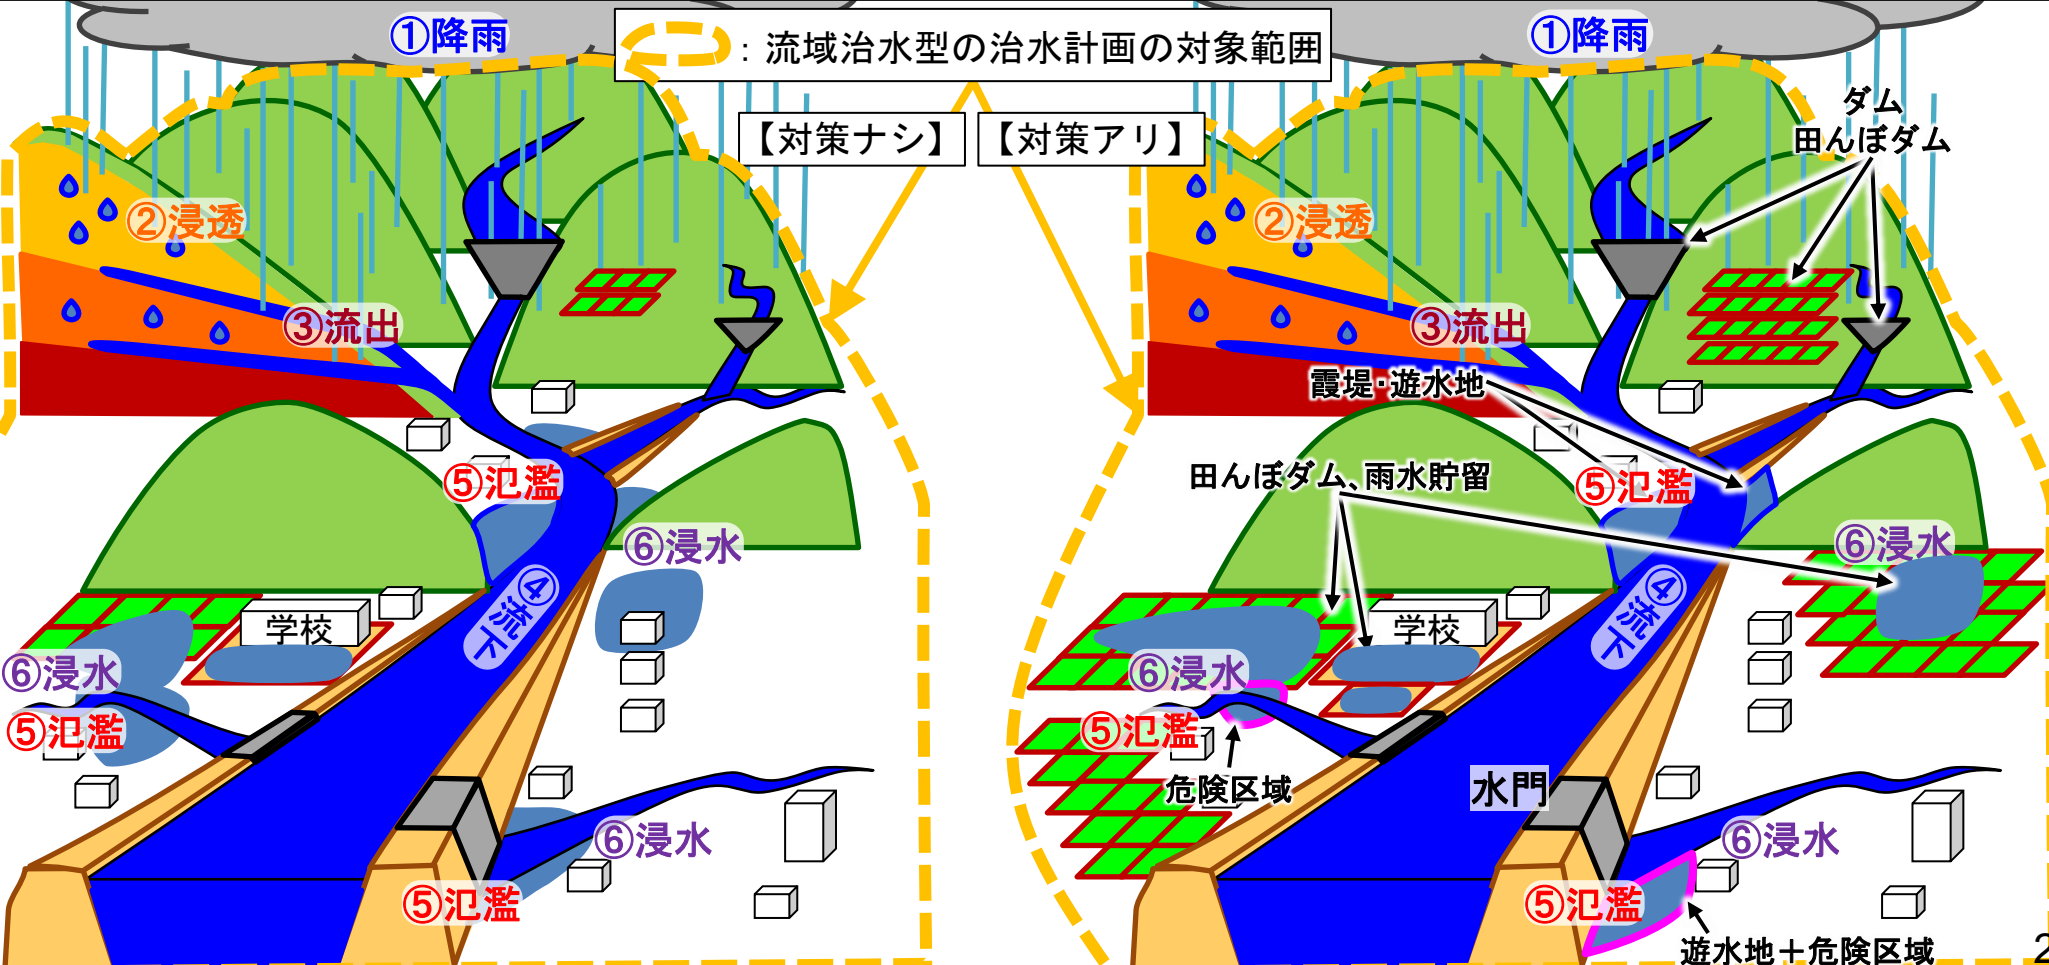 ①降雨
：流域治水型の治水計画の対象範囲
①降雨
【対策ナシ】
【対策アリ】
ダム
田んぼダム
②浸透
②浸透
③流出
③流出
霞堤・遊水地
⑤氾濫
田んぼダム、雨水貯留
⑤氾濫
⑥浸水
⑥浸水
④流下
④流下
学校
学校
⑥浸水
⑥浸水
⑤氾濫
⑤氾濫
危険区域
水門
⑥浸水
⑥浸水
⑤氾濫
⑤氾濫
遊水地＋危険区域
2